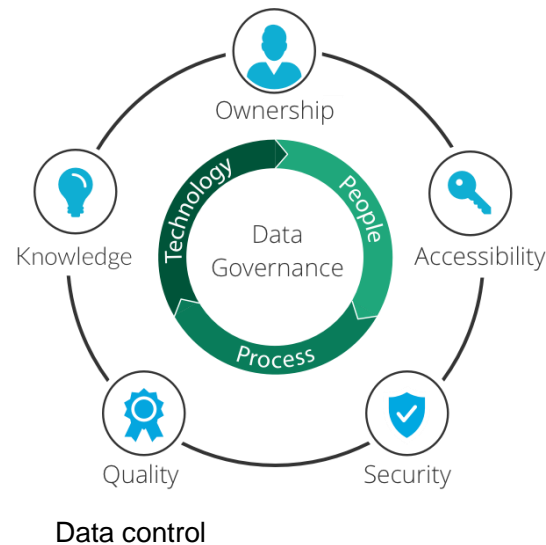 Ownership
Technology
People
Knowledge
Data
Governance
Accessibility
Process
Quality
Security
Data control